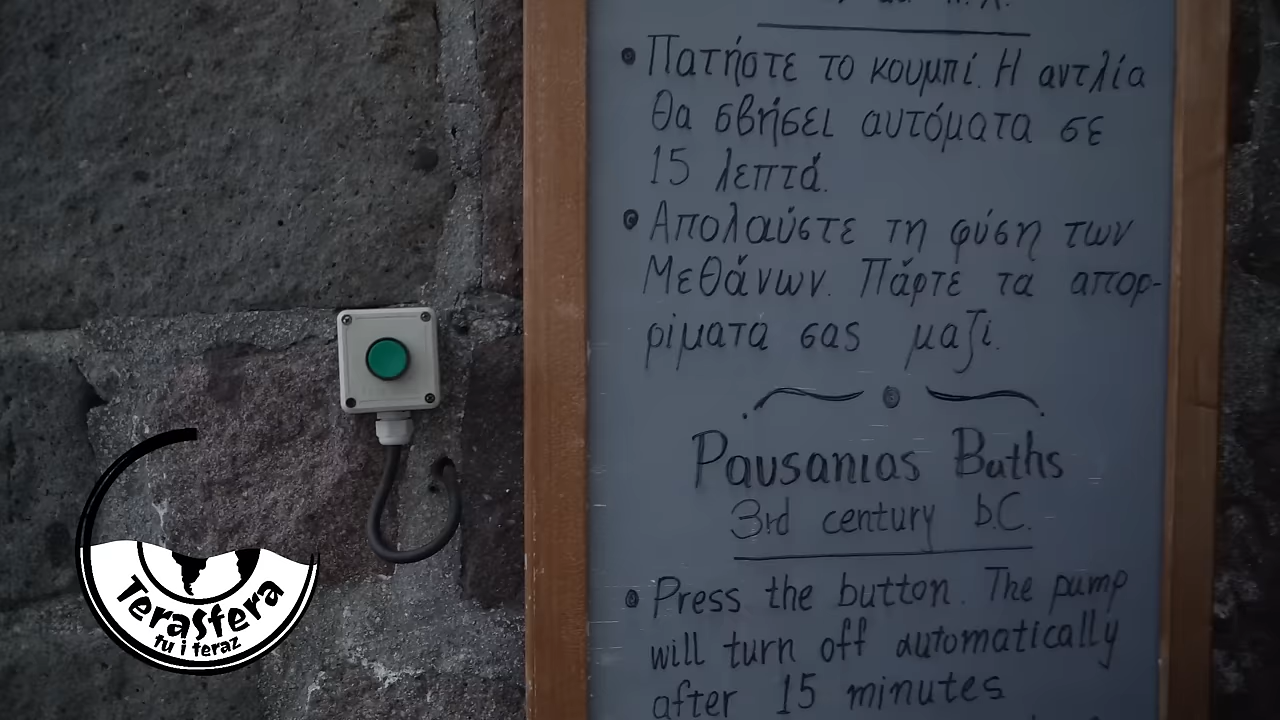 • Πατήστε το κουμπί. Η αντλία
θα σβήσει αυτόματα σε
15 λεπτά.
• Απολαύστε τη φύση των
Μεθάνων. Πάρτε τα απορ-
ρίματα σας μαζί.
Pausanias Baths
3rd century b.C.
• Press the button. The pump
will turn off automatically
after 15 minutes
Terasfera
tu i teraz